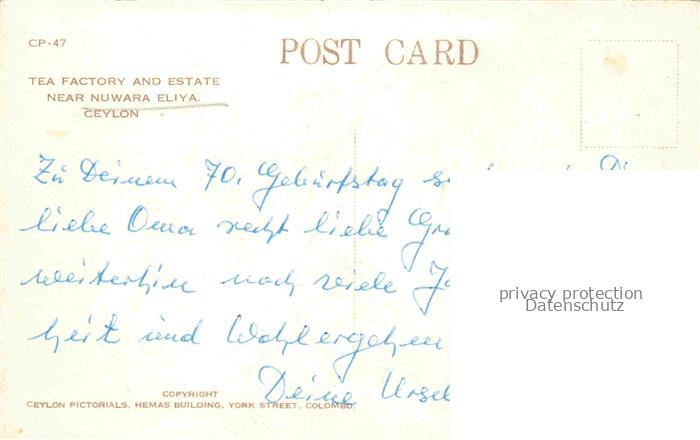 CP-47
POST CARD
TEA FACTORY AND ESTATE
NEAR NUWARA ELIYA.
CEYLON
Zu Deinem 70. Geburtstag
liebe Oma recht liebe
weiterhin noch viele
heit und Wohlergehen
privacy protection
Datenschutz
Deine
COPYRIGHT
CEYLON PICTORIALS, HEMAS BUILDING, YORK STREET, COLOMBO.